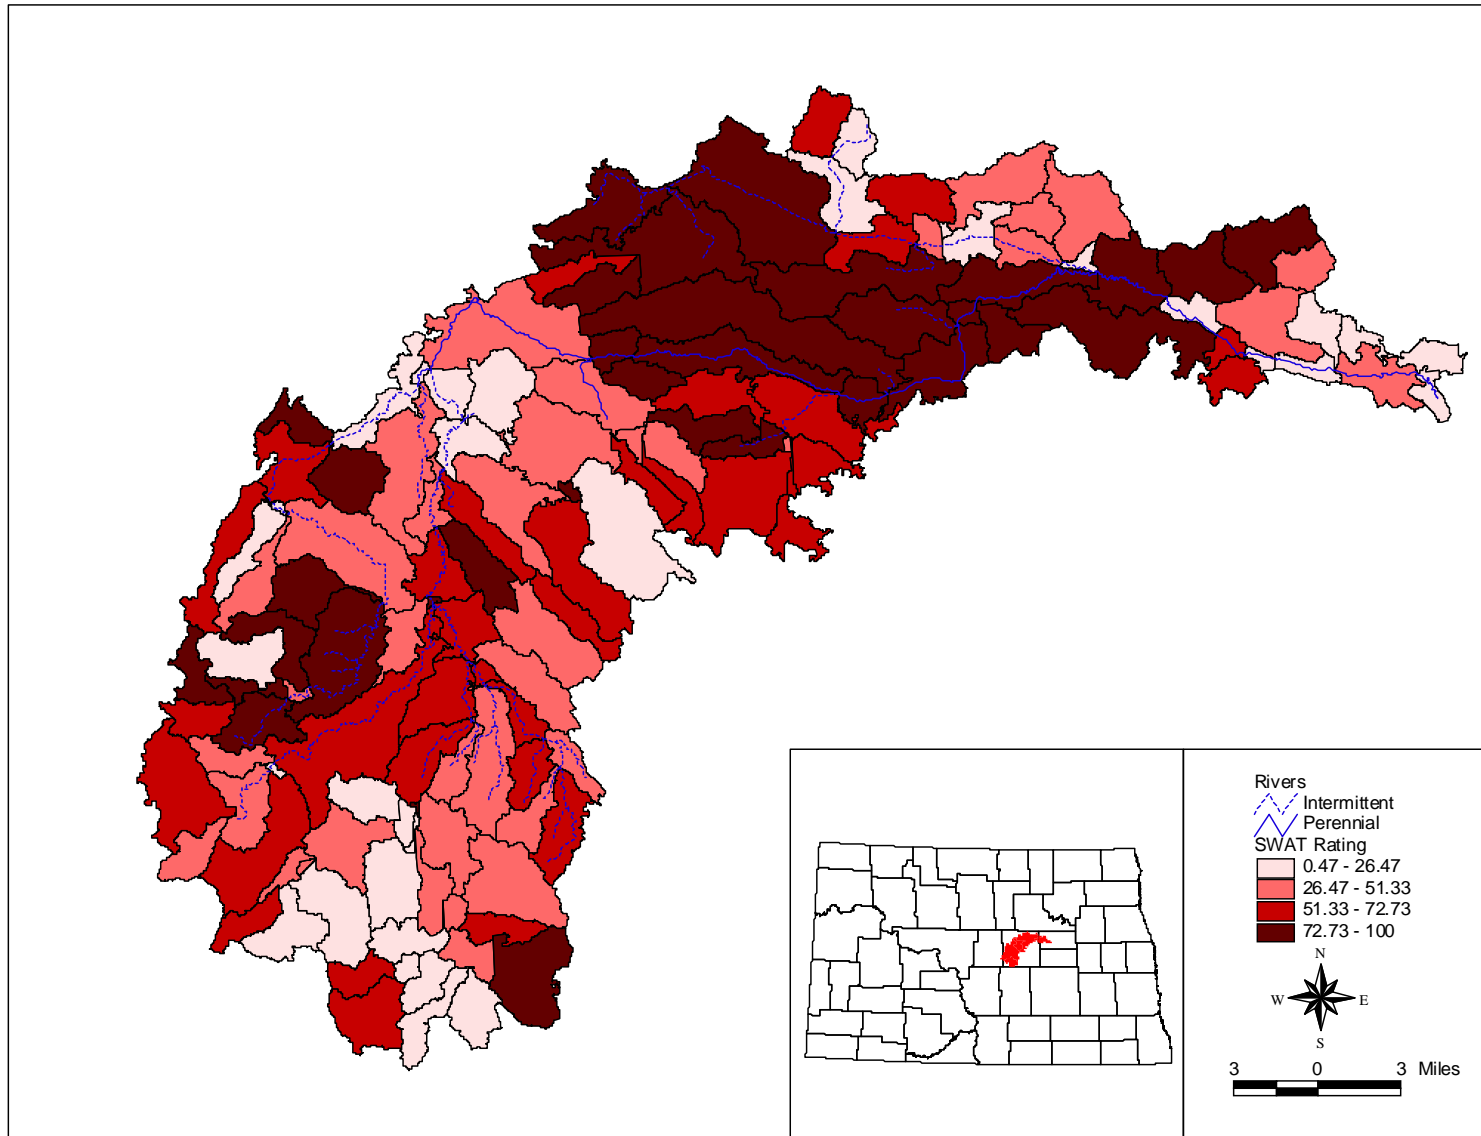 Rivers
Intermittent
Perennial
SWAT Rating
0.47 - 26.47
26.47 - 51.33
51.33 - 72.73
72.73 - 100
N
W E
S
3 0 3 Miles